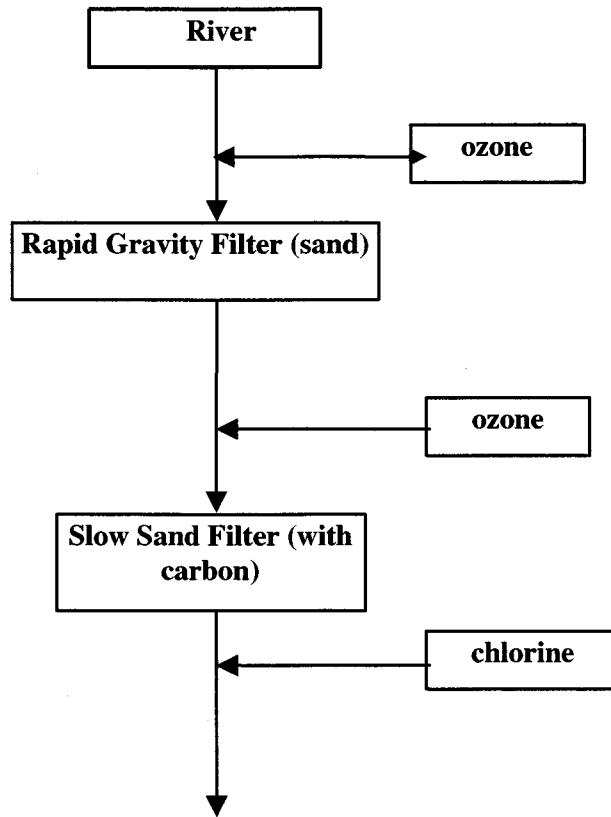 River
ozone
Rapid Gravity Filter (sand)
ozone
Slow Sand Filter (with
carbon)
chlorine